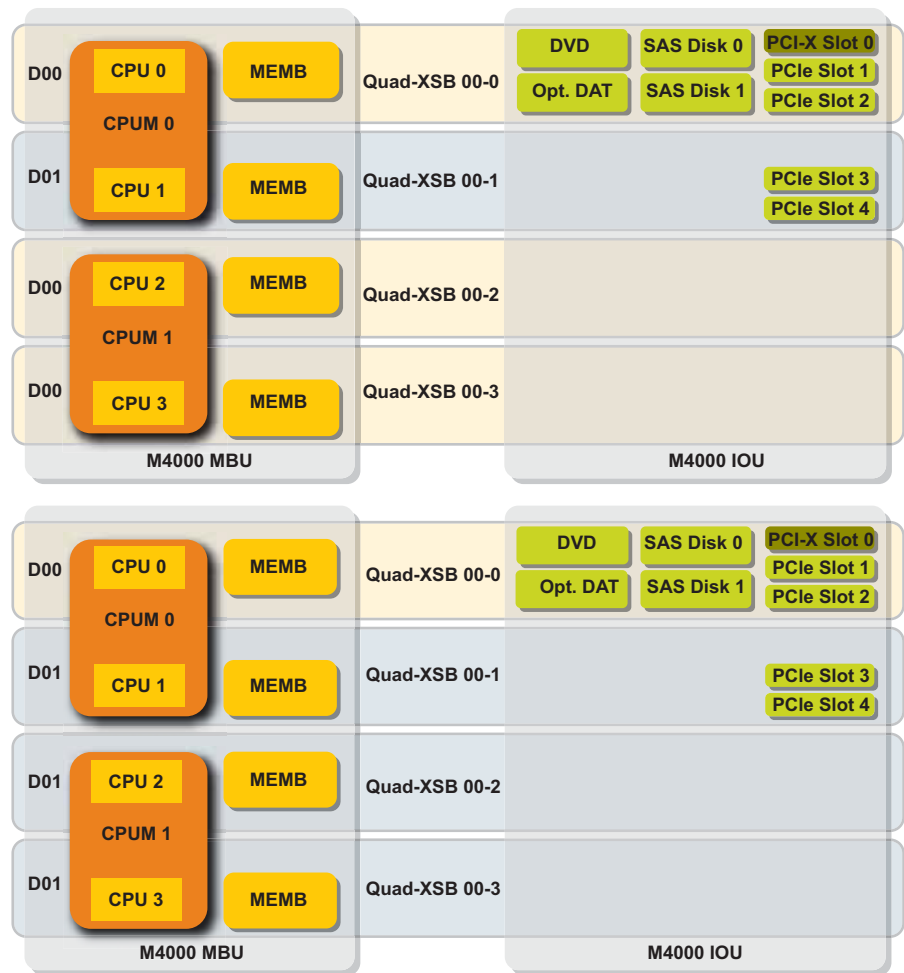 D00
CPU 0
MEMB
Quad-XSB 00-0
DVD
SAS Disk 0
PCI-X Slot 0
Opt. DAT
SAS Disk 1
PCIe Slot 1
PCIe Slot 2
CPUM 0
D01
CPU 1
MEMB
Quad-XSB 00-1
PCIe Slot 3
PCIe Slot 4
D00
CPU 2
MEMB
Quad-XSB 00-2
CPUM 1
D00
CPU 3
MEMB
Quad-XSB 00-3
M4000 MBU
M4000 IOU
D00
CPU 0
MEMB
Quad-XSB 00-0
DVD
SAS Disk 0
PCI-X Slot 0
Opt. DAT
SAS Disk 1
PCIe Slot 1
PCIe Slot 2
CPUM 0
D01
CPU 1
MEMB
Quad-XSB 00-1
PCIe Slot 3
PCIe Slot 4
D01
CPU 2
MEMB
Quad-XSB 00-2
CPUM 1
D01
CPU 3
MEMB
Quad-XSB 00-3
M4000 MBU
M4000 IOU